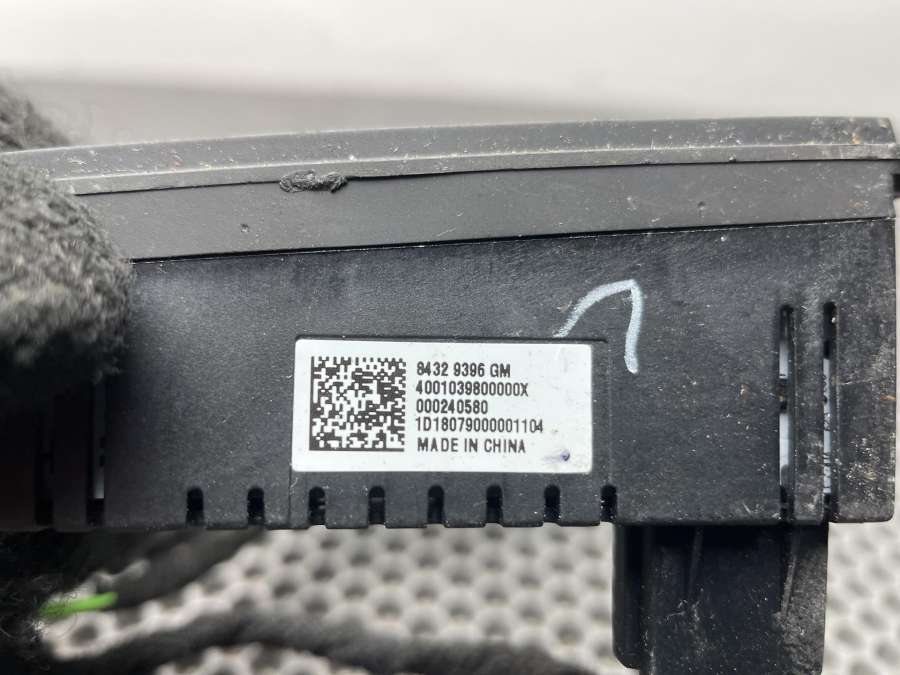 8432 9396 GM
4001039800000X
000240580
1D18079000001104
MADE IN CHINA